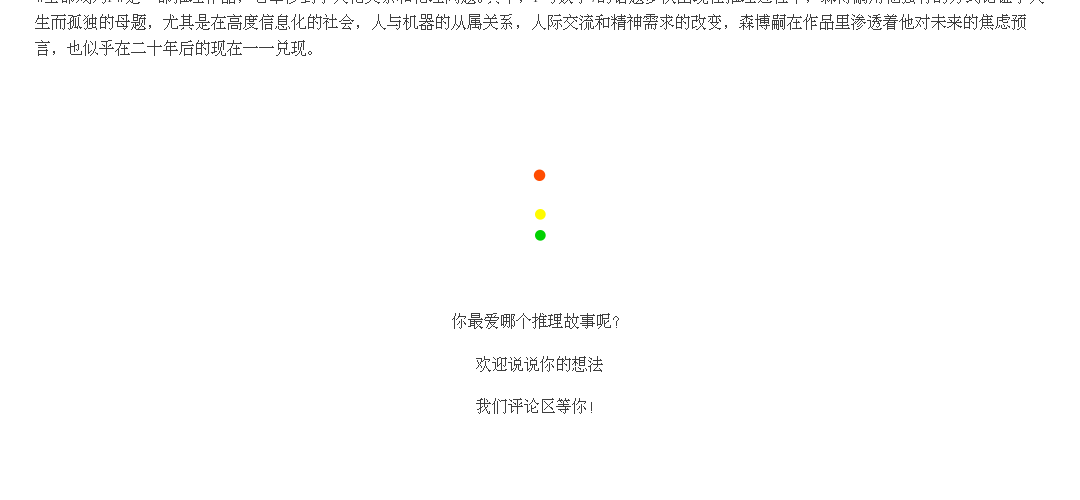 生而孤独的母题，尤其是在高度信息化的社会，人与机器的从属关系，人际交流和精神需求的改变，森博嗣在作品里渗透着他对未来的焦虑预
言，也似乎在二十年后的现在一一兑现。
你最爱哪个推理故事呢？
欢迎说说你的想法
我们评论区等你！